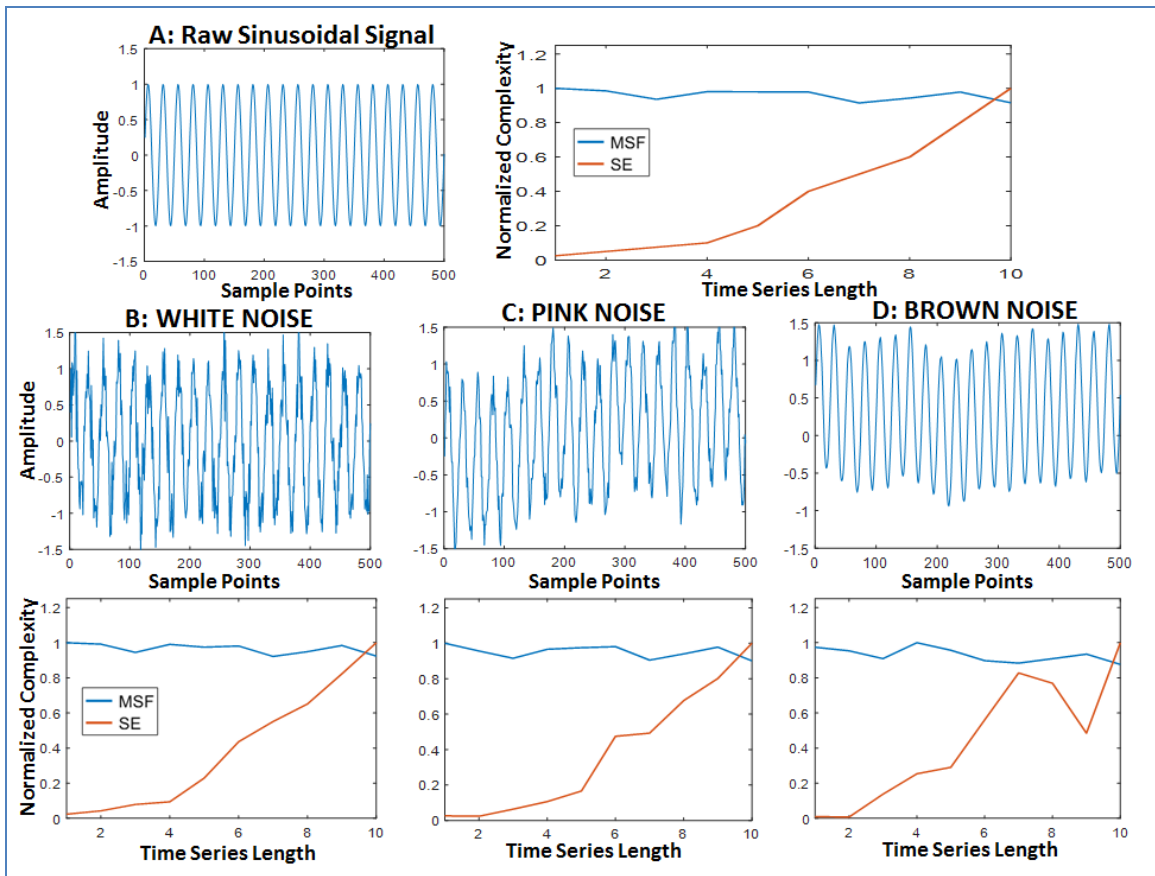 A: Raw Sinusoidal Signal
1.5
1
0.5
0
-0.5
-1
-1.5
Amplitude
0 100 200 300 400 500
Sample Points
1.2
1
0.8
0.6
0.4
0.2
0
Normalized Complexity
MSF
SE
2 4 6 8 10
Time Series Length
B: WHITE NOISE
1.5
1
0.5
0
-0.5
-1
-1.5
Amplitude
0 100 200 300 400 500
Sample Points
C: PINK NOISE
1.5
1
0.5
0
-0.5
-1
-1.5
0 100 200 300 400 500
Sample Points
D: BROWN NOISE
1.5
1
0.5
0
-0.5
-1
-1.5
0 100 200 300 400 500
Sample Points
1.2
1
0.8
0.6
0.4
0.2
0
Normalized Complexity
MSF
SE
2 4 6 8 10
Time Series Length
1.2
1
0.8
0.6
0.4
0.2
0
2 4 6 8 10
Time Series Length
1.2
1
0.8
0.6
0.4
0.2
0
2 4 6 8 10
Time Series Length